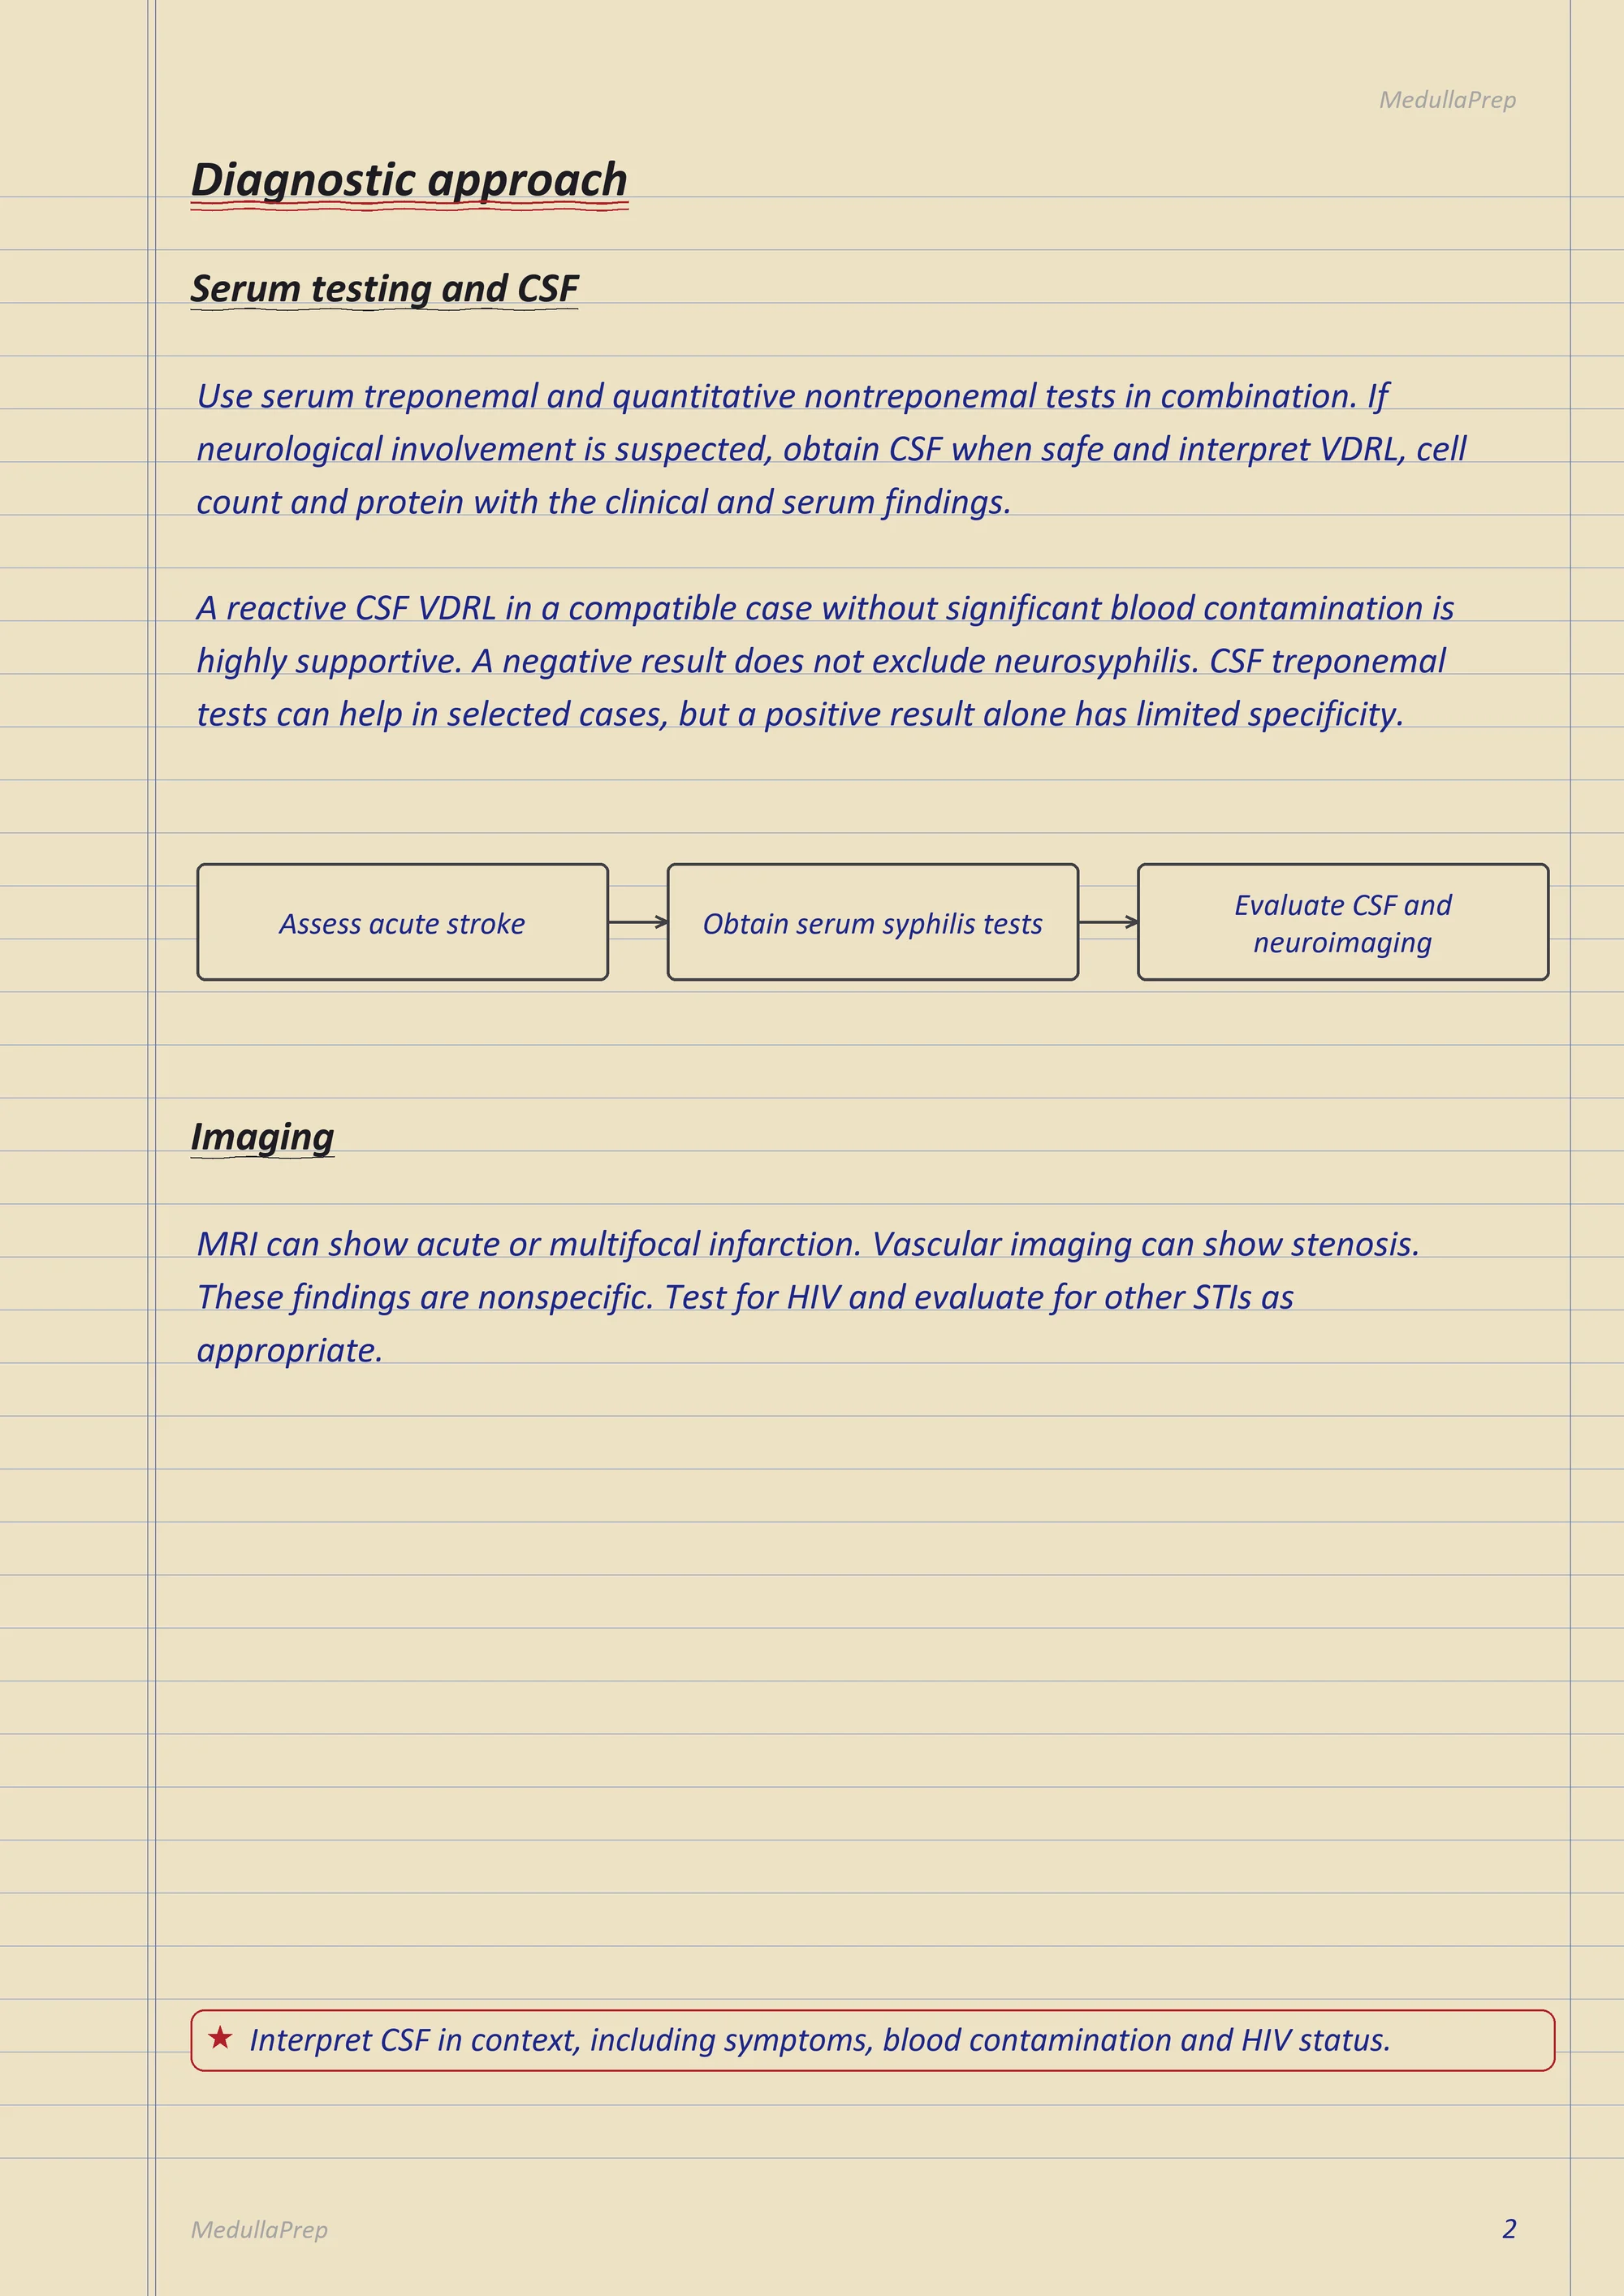 MedullaPrep
Diagnostic approach
Serum testing and CSF
Use serum treponemal and quantitative nontreponemal tests in combination. If
neurological involvement is suspected, obtain CSF when safe and interpret VDRL, cell
count and protein with the clinical and serum findings.
A reactive CSF VDRL in a compatible case without significant blood contamination is
highly supportive. A negative result does not exclude neurosyphilis. CSF treponemal
tests can help in selected cases, but a positive result alone has limited specificity.
Assess acute stroke
Obtain serum syphilis tests
Evaluate CSF and
neuroimaging
Imaging
MRI can show acute or multifocal infarction. Vascular imaging can show stenosis.
These findings are nonspecific. Test for HIV and evaluate for other STIs as
appropriate.
★ Interpret CSF in context, including symptoms, blood contamination and HIV status.
MedullaPrep
2